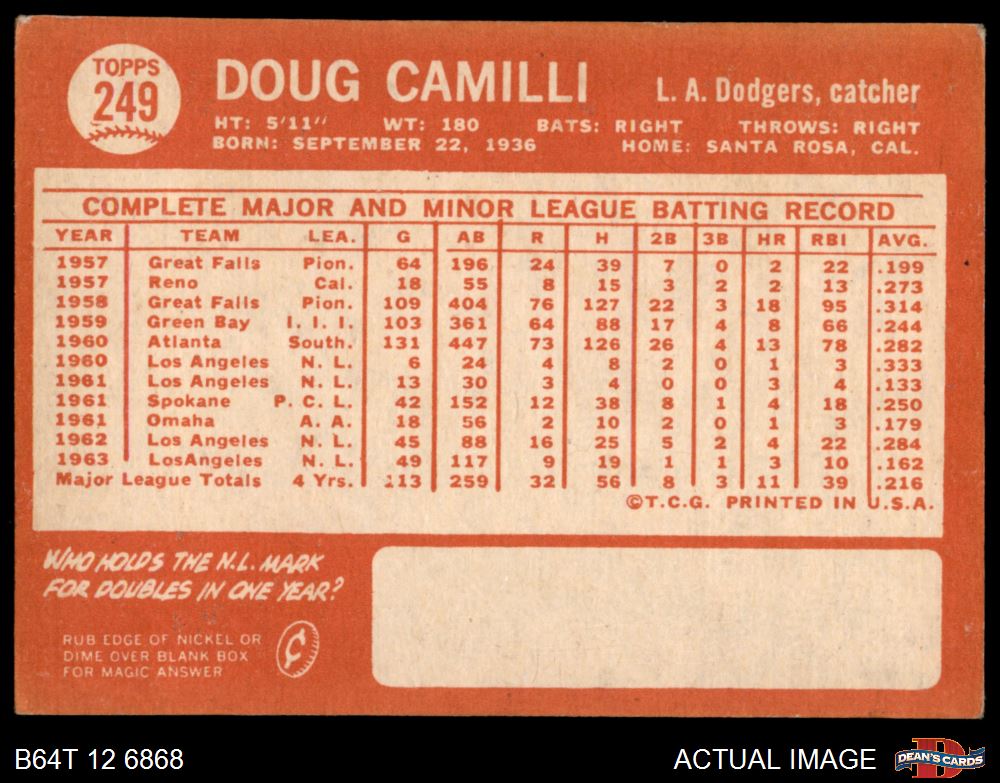 TOPPS
249
DOUG CAMILLI
L. A. Dodgers, catcher
HT: 5'11" WT: 180 BATS: RIGHT THROWS: RIGHT
BORN: SEPTEMBER 22, 1936 HOME: SANTA ROSA, CAL.
COMPLETE MAJOR AND MINOR LEAGUE BATTING RECORD
YEAR TEAM LEA. G AB R H 2B 3B HR RBI AVG.
1957 Great Falls Pion. 64 196 24 39 7 0 2 22 .199
1957 Reno Cal. 18 55 8 15 3 2 2 13 .273
1958 Great Falls Pion. 109 404 76 127 22 3 18 95 .314
1959 Green Bay I. I. I. 103 361 64 88 17 4 8 66 .244
1960 Atlanta South. 131 447 73 126 26 4 13 78 .282
1960 Los Angeles N. L. 6 24 4 8 2 0 1 3 .333
1961 Los Angeles N. L. 13 30 3 4 0 0 3 4 .133
1961 Spokane P. C. L. 42 152 12 38 8 1 4 18 .250
1961 Omaha A. A. 18 56 2 10 2 0 1 3 .179
1962 Los Angeles N. L. 45 88 16 25 5 2 4 22 .284
1963 LosAngeles N. L. 49 117 9 19 1 1 3 10 .162
Major League Totals 4 Yrs. 113 259 32 56 8 3 11 39 .216
©T.C.G. PRINTED IN U.S.A.
WHO HOLDS THE N.L. MARK
FOR DOUBLES IN ONE YEAR?
RUB EDGE OF NICKEL OR
DIME OVER BLANK BOX
FOR MAGIC ANSWER
¢
B64T 12 6868
ACTUAL IMAGE
D
DEAN'S CARDS